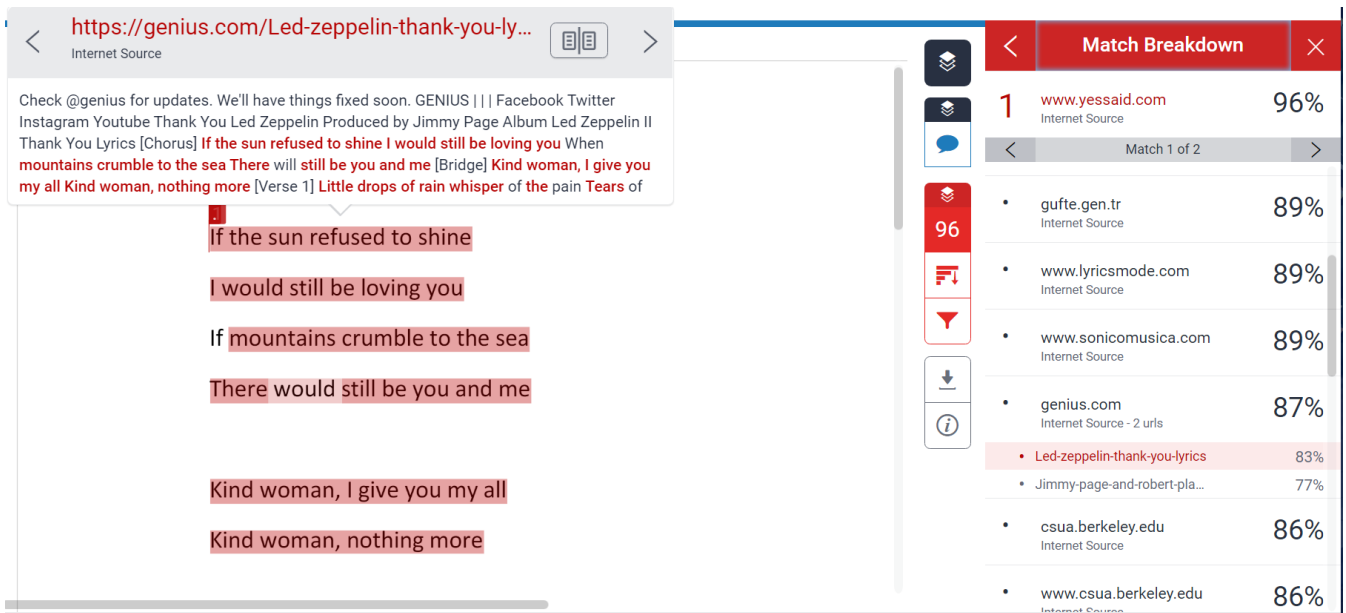 https://genius.com/Led-zeppelin-thank-you-ly...
Internet Source
Check @genius for updates. We'll have things fixed soon. GENIUS | | | Facebook Twitter
Instagram Youtube Thank You Led Zeppelin Produced by Jimmy Page Album Led Zeppelin II
Thank You Lyrics [Chorus] If the sun refused to shine I would still be loving you When
mountains crumble to the sea There will still be you and me [Bridge] Kind woman, I give you
my all Kind woman, nothing more [Verse 1] Little drops of rain whisper of the pain Tears of
If the sun refused to shine
I would still be loving you
If mountains crumble to the sea
There would still be you and me
Kind woman, I give you my all
Kind woman, nothing more
96
Match Breakdown
1 www.yessaid.com 96%
Internet Source
Match 1 of 2
gufte.gen.tr 89%
Internet Source
www.lyricsmode.com 89%
Internet Source
www.sonicomusica.com 89%
Internet Source
genius.com 87%
Internet Source - 2 urls
Led-zeppelin-thank-you-lyrics 83%
Jimmy-page-and-robert-pla... 77%
csua.berkeley.edu 86%
Internet Source
www.csua.berkeley.edu 86%
Internet Source